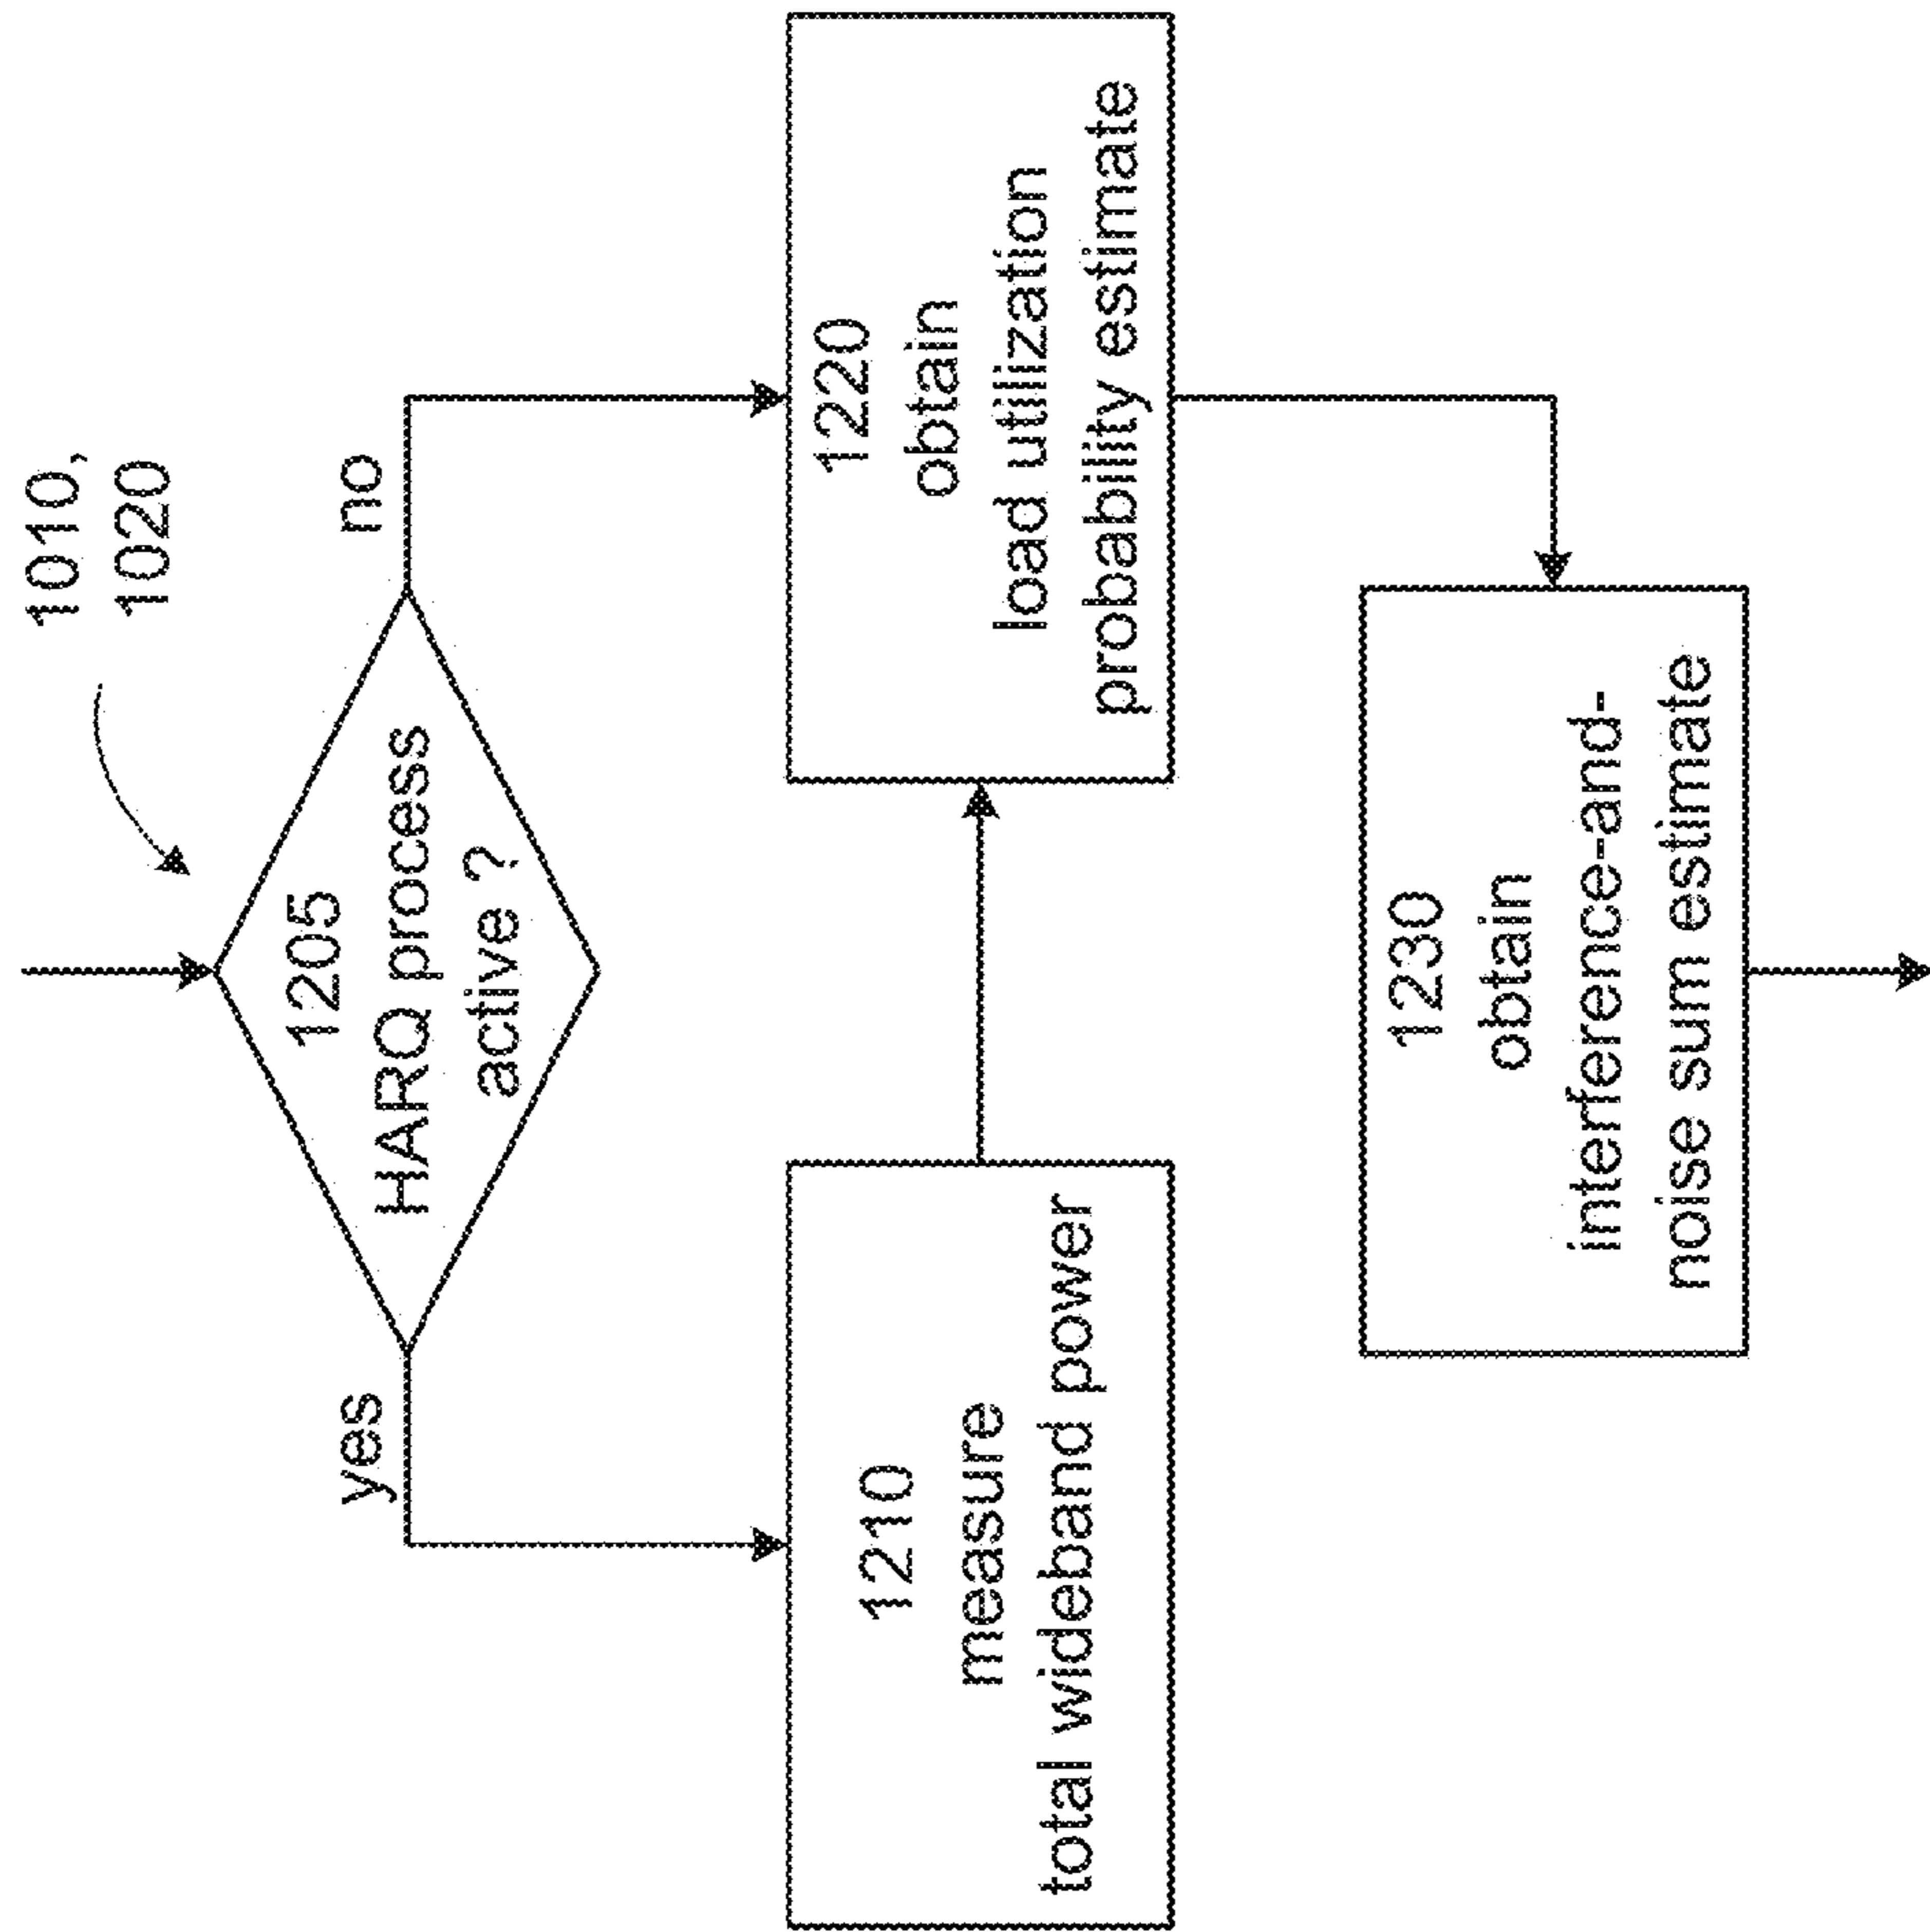 1010,
1020
1205
HARQ process
active ?
yes
no
1210
measure
total wideband power
1220
obtain
load utilization
probability estimate
1230
obtain
interference-and-
noise sum estimate